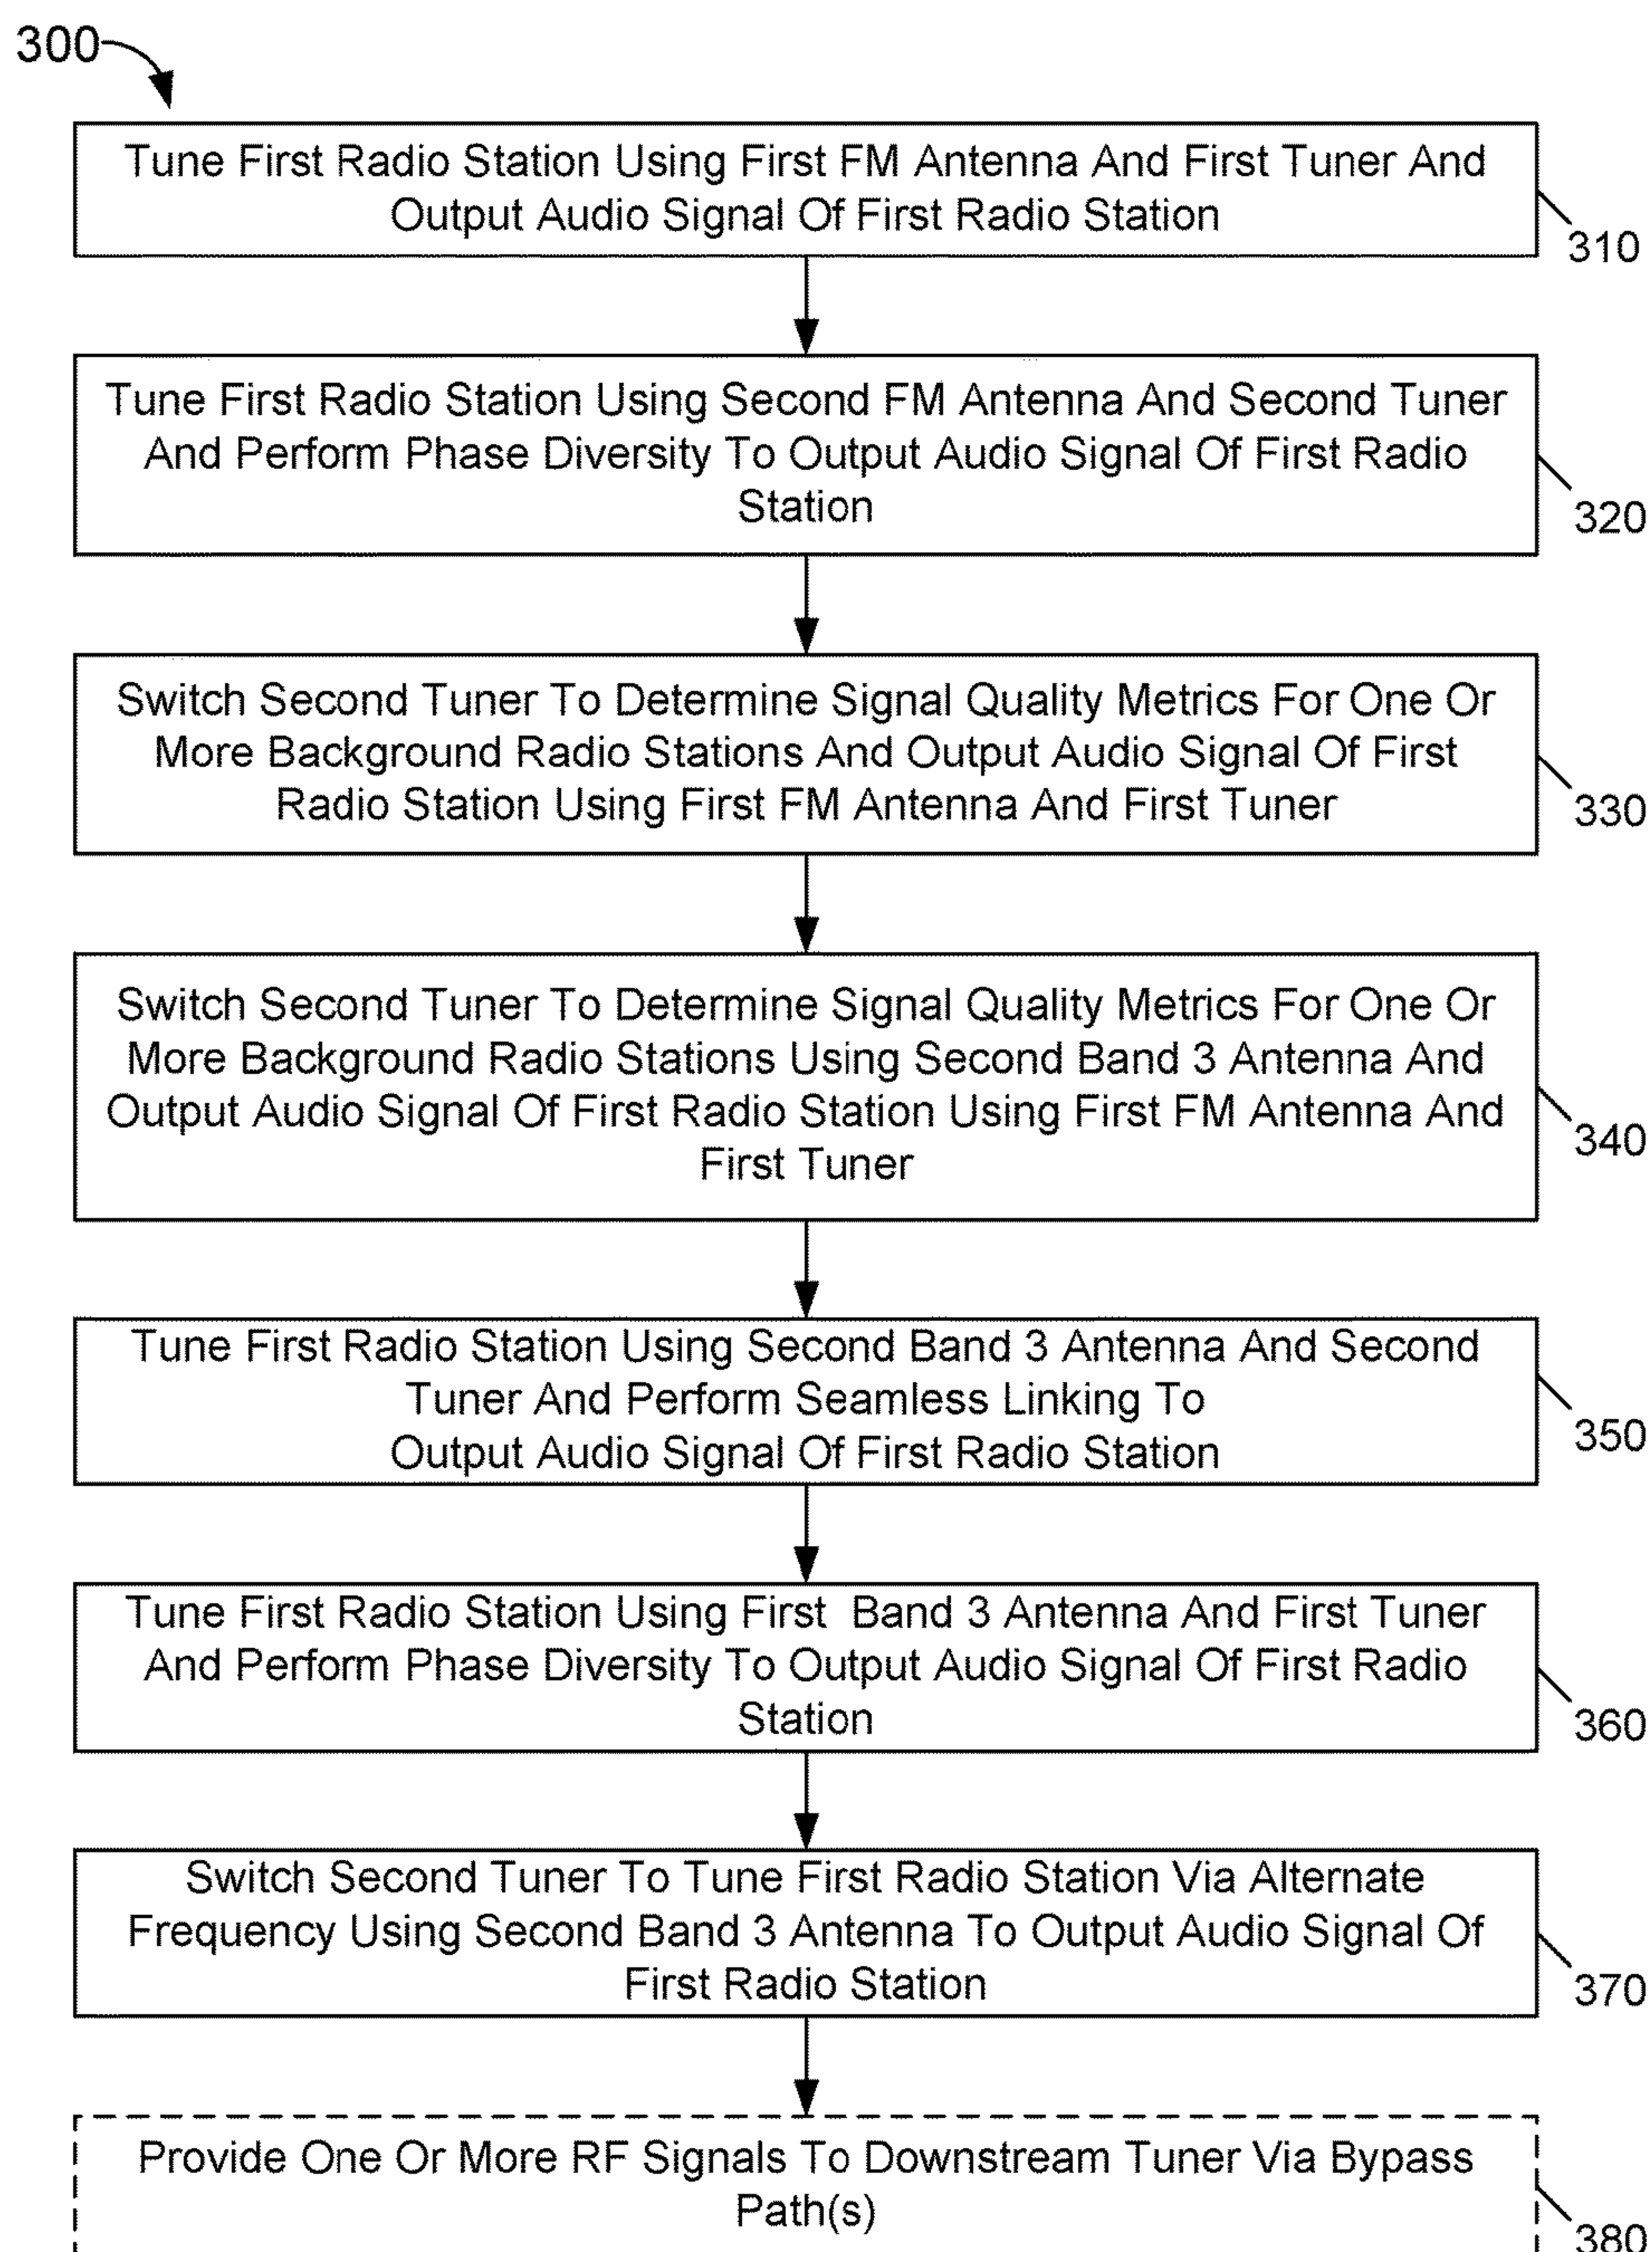 300
Tune First Radio Station Using First FM Antenna And First Tuner And
Output Audio Signal Of First Radio Station
310
Tune First Radio Station Using Second FM Antenna And Second Tuner
And Perform Phase Diversity To Output Audio Signal Of First Radio
Station
320
Switch Second Tuner To Determine Signal Quality Metrics For One Or
More Background Radio Stations And Output Audio Signal Of First
Radio Station Using First FM Antenna And First Tuner
330
Switch Second Tuner To Determine Signal Quality Metrics For One Or
More Background Radio Stations Using Second Band 3 Antenna And
Output Audio Signal Of First Radio Station Using First FM Antenna And
First Tuner
340
Tune First Radio Station Using Second Band 3 Antenna And Second
Tuner And Perform Seamless Linking To
Output Audio Signal Of First Radio Station
350
Tune First Radio Station Using First Band 3 Antenna And First Tuner
And Perform Phase Diversity To Output Audio Signal Of First Radio
Station
360
Switch Second Tuner To Tune First Radio Station Via Alternate
Frequency Using Second Band 3 Antenna To Output Audio Signal Of
First Radio Station
370
Provide One Or More RF Signals To Downstream Tuner Via Bypass
Path(s)
380